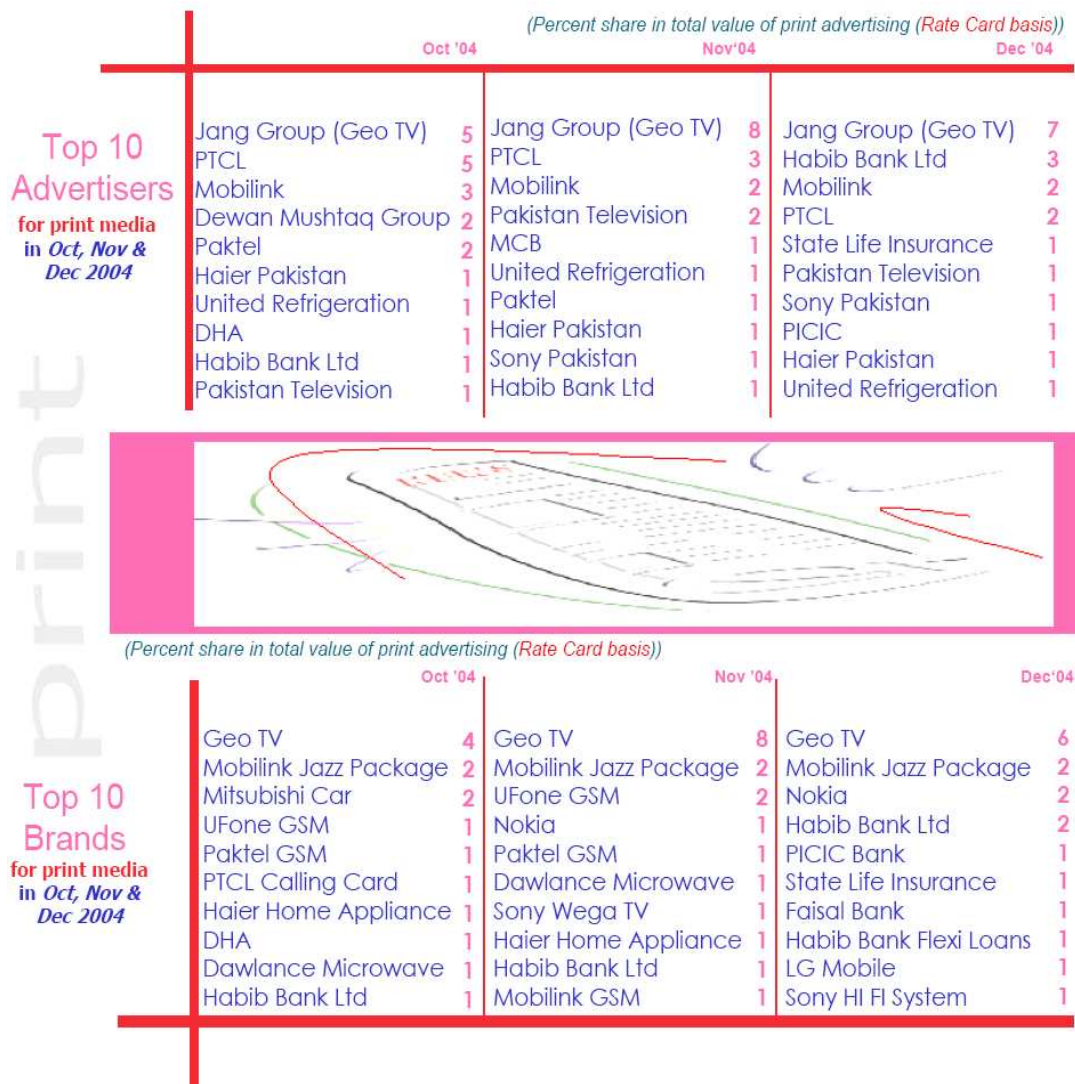 (Percent share in total value of print advertising (Rate Card basis))
Oct '04 Nov'04 Dec '04
Top 10
Advertisers
for print media
in Oct, Nov &
Dec 2004
Jang Group (Geo TV) 5
PTCL 5
Mobilink 3
Dewan Mushtaq Group 2
Paktel 2
Haier Pakistan 1
United Refrigeration 1
DHA 1
Habib Bank Ltd 1
Pakistan Television 1
Jang Group (Geo TV) 8
PTCL 3
Mobilink 2
Pakistan Television 2
MCB 1
United Refrigeration 1
Paktel 1
Haier Pakistan 1
Sony Pakistan 1
Habib Bank Ltd 1
Jang Group (Geo TV) 7
Habib Bank Ltd 3
Mobilink 2
PTCL 2
State Life Insurance 1
Pakistan Television 1
Sony Pakistan 1
PICIC 1
Haier Pakistan 1
United Refrigeration 1
print
(Percent share in total value of print advertising (Rate Card basis))
Oct '04 Nov '04 Dec'04
Top 10
Brands
for print media
in Oct, Nov &
Dec 2004
Geo TV 4
Mobilink Jazz Package 2
Mitsubishi Car 2
UFone GSM 1
Paktel GSM 1
PTCL Calling Card 1
Haier Home Appliance 1
DHA 1
Dawlance Microwave 1
Habib Bank Ltd 1
Geo TV 8
Mobilink Jazz Package 2
UFone GSM 2
Nokia 1
Paktel GSM 1
Dawlance Microwave 1
Sony Wega TV 1
Haier Home Appliance 1
Habib Bank Ltd 1
Mobilink GSM 1
Geo TV 6
Mobilink Jazz Package 2
Nokia 2
Habib Bank Ltd 2
PICIC Bank 1
State Life Insurance 1
Faisal Bank 1
Habib Bank Flexi Loans 1
LG Mobile 1
Sony HI FI System 1